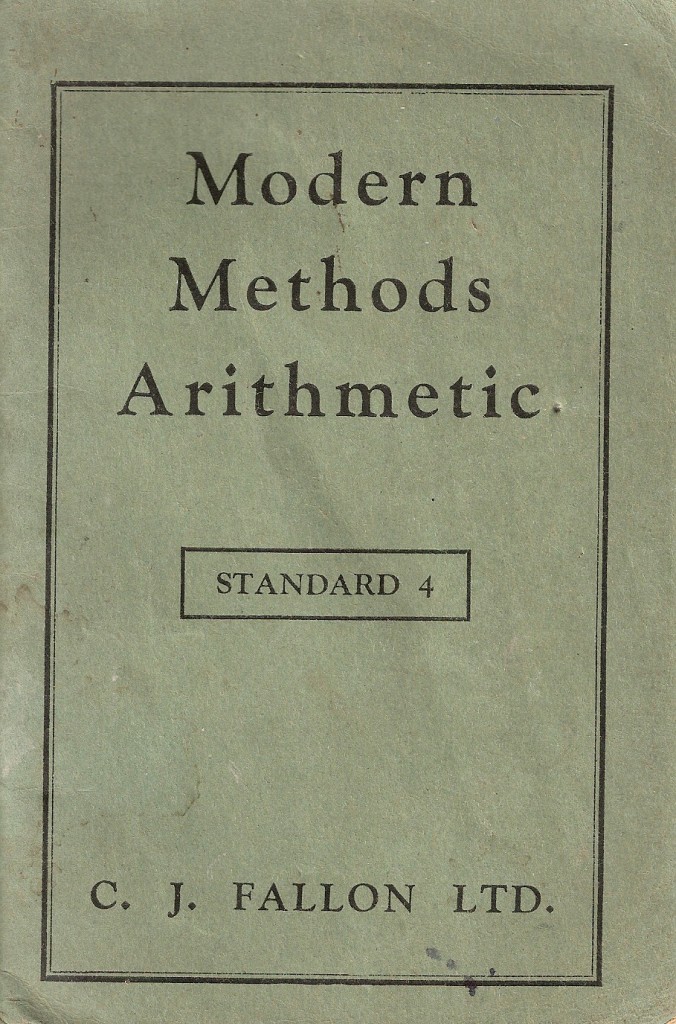 Modern
Methods
Arithmetic
STANDARD 4
C. J. FALLON LTD.